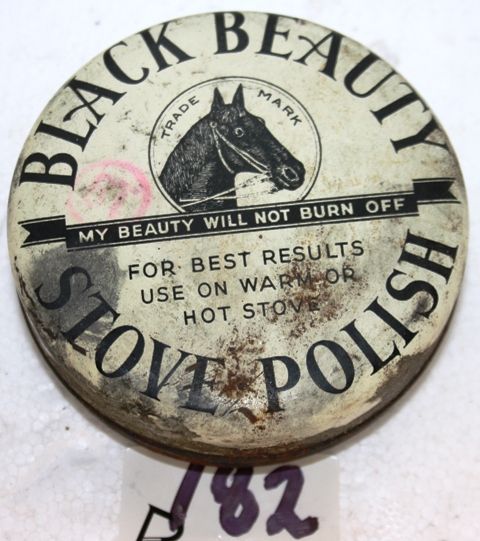 BLACK BEAUTY
TRADE MARK
MY BEAUTY WILL NOT BURN OFF
FOR BEST RESULTS
USE ON WARM OR
HOT STOVE
STOVE POLISH
182